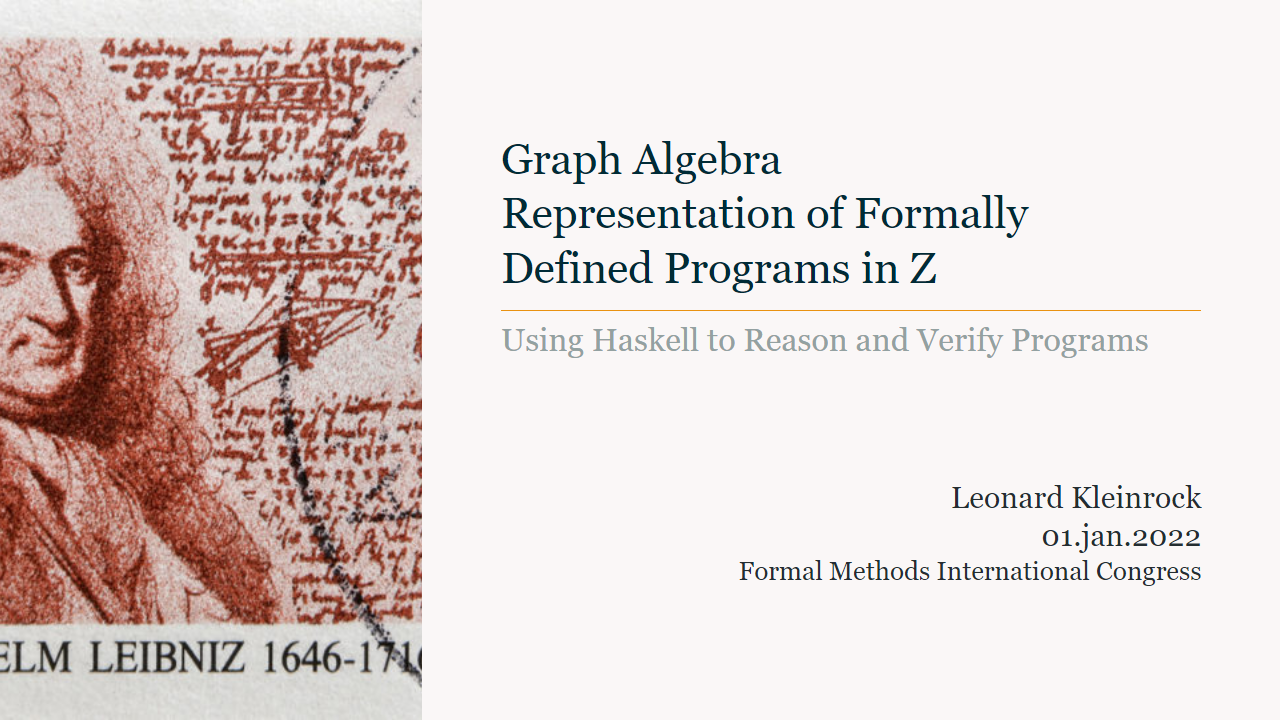 ELM LEIBNIZ 1646-171
Graph Algebra
Representation of Formally
Defined Programs in Z
Using Haskell to Reason and Verify Programs
Leonard Kleinrock
01.jan.2022
Formal Methods International Congress